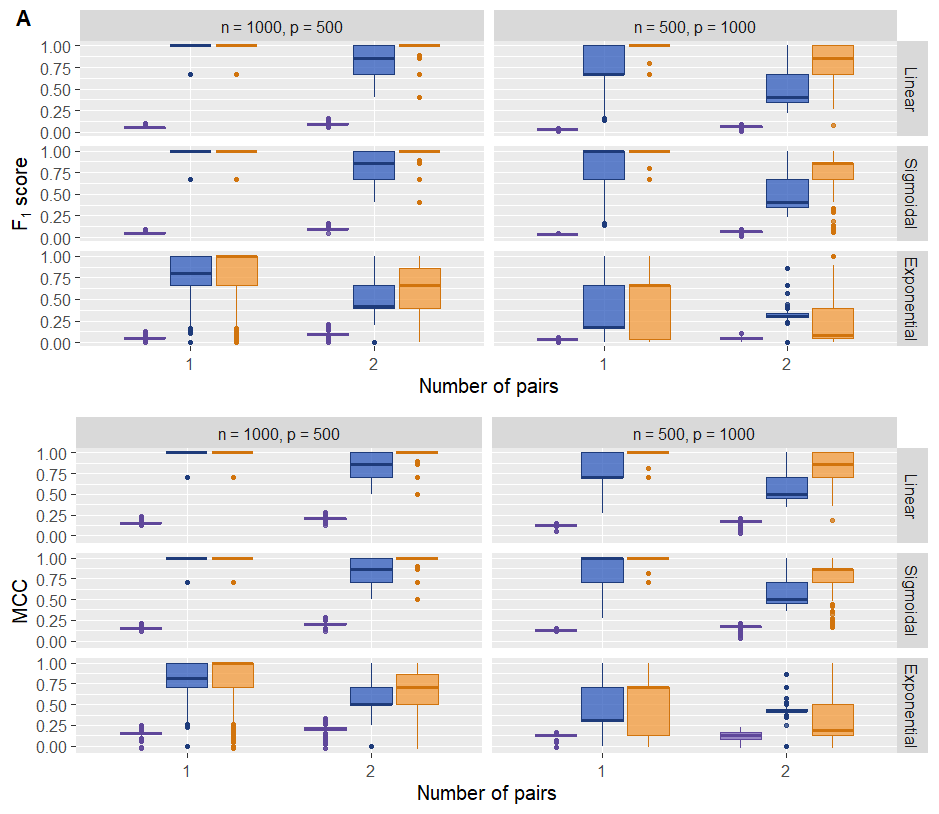 A
n = 1000, p = 500
n = 500, p = 1000
1.00
0.75
0.50
0.25
0.00
Linear
1.00
0.75
0.50
0.25
0.00
Sigmoidal
F₁ score
1.00
0.75
0.50
0.25
0.00
Exponential
1
2
1
2
Number of pairs
n = 1000, p = 500
n = 500, p = 1000
1.00
0.75
0.50
0.25
0.00
Linear
1.00
0.75
0.50
0.25
0.00
Sigmoidal
MCC
1.00
0.75
0.50
0.25
0.00
Exponential
1
2
1
2
Number of pairs